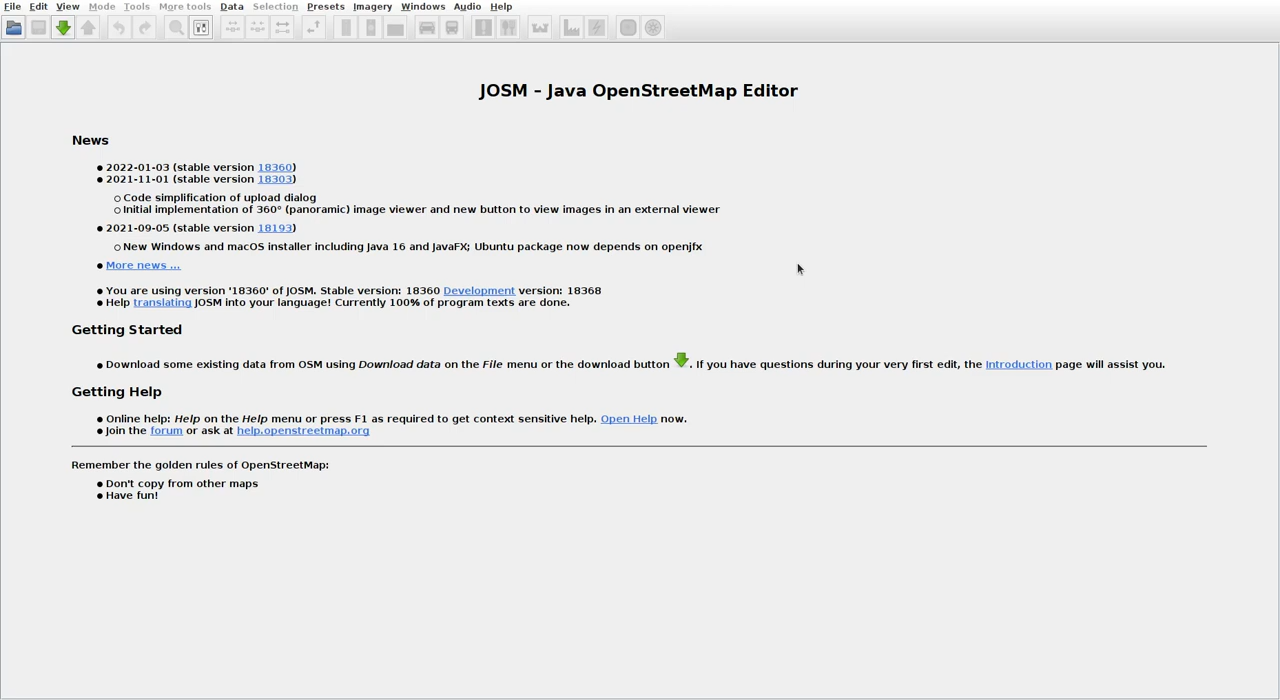 File Edit View Mode Tools More tools Data Selection Presets Imagery Windows Audio Help
JOSM – Java OpenStreetMap Editor
News
2022-01-03 (stable version 18360)
2021-11-01 (stable version 18303)
Code simplification of upload dialog
Initial implementation of 360° (panoramic) image viewer and new button to view images in an external viewer
2021-09-05 (stable version 18193)
New Windows and macOS installer including Java 16 and JavaFX; Ubuntu package now depends on openjfx
More news ...
You are using version '18360' of JOSM. Stable version: 18360 Development version: 18368
Help translating JOSM into your language! Currently 100% of program texts are done.
Getting Started
Download some existing data from OSM using Download data on the File menu or the download button . If you have questions during your very first edit, the Introduction page will assist you.
Getting Help
Online help: Help on the Help menu or press F1 as required to get context sensitive help. Open Help now.
Join the forum or ask at help.openstreetmap.org
Remember the golden rules of OpenStreetMap:
Don't copy from other maps
Have fun!